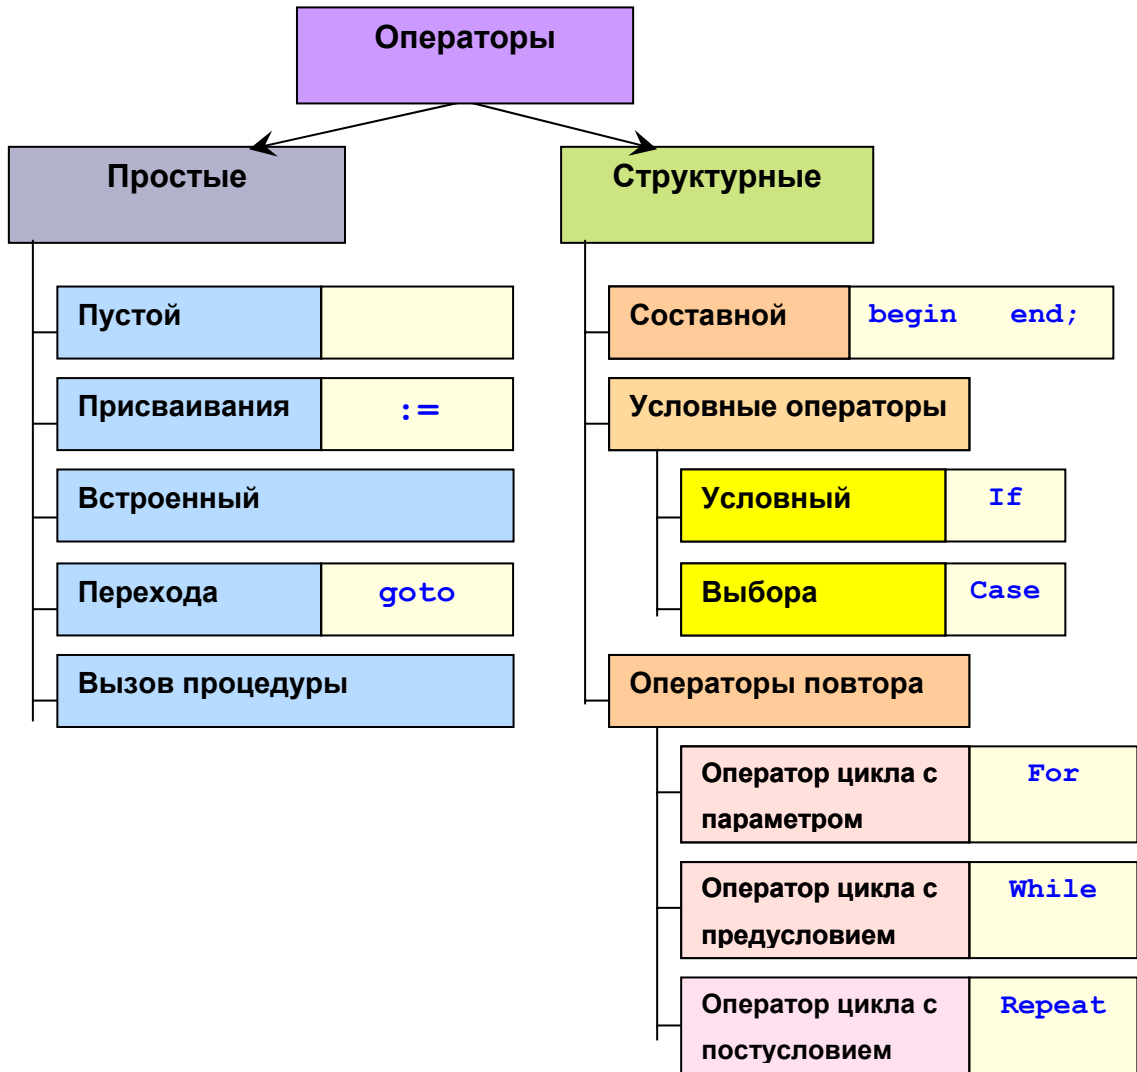 Операторы
Простые
Структурные
Пустой
Присваивания :=
Встроенный
Перехода goto
Вызов процедуры
Составной begin end;
Условные операторы
Условный If
Выбора Case
Операторы повтора
Оператор цикла с For
параметром
Оператор цикла с While
предусловием
Оператор цикла с Repeat
постусловием